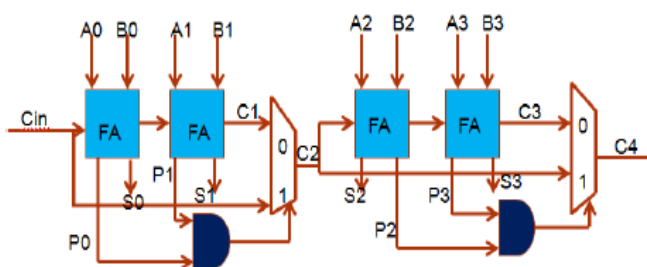 A0 B0 A1 B1 A2 B2 A3 B3
Cin FA FA C1 0 C2 FA FA C3 0 C4
P1 S0 S1 1 S2 P3 S3 1
P0 P2